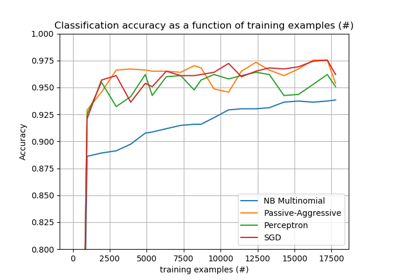 Classification accuracy as a function of training examples (#)
1.000
0.975
0.950
0.925
0.900
0.875
0.850
0.825
0.800
Accuracy
NB Multinomial
Passive-Aggressive
Perceptron
SGD
0 2500 5000 7500 10000 12500 15000 17500
training examples (#)